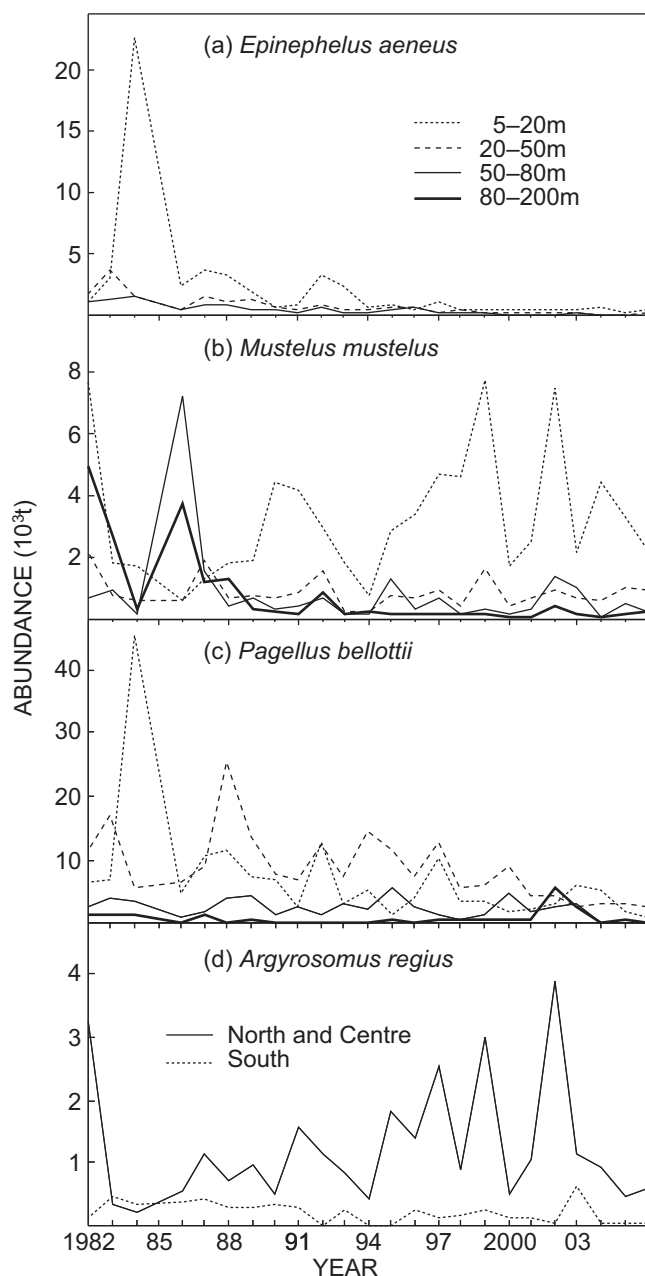 (a) Epinephelus aeneus
20
15
10
5
5–20m
20–50m
50–80m
80–200m
(b) Mustelus mustelus
8
6
4
2
ABUNDANCE (10³t)
(c) Pagellus bellottii
40
30
20
10
(d) Argyrosomus regius
4
3
2
1
North and Centre
South
1982 85 88 91 94 97 2000 03
YEAR